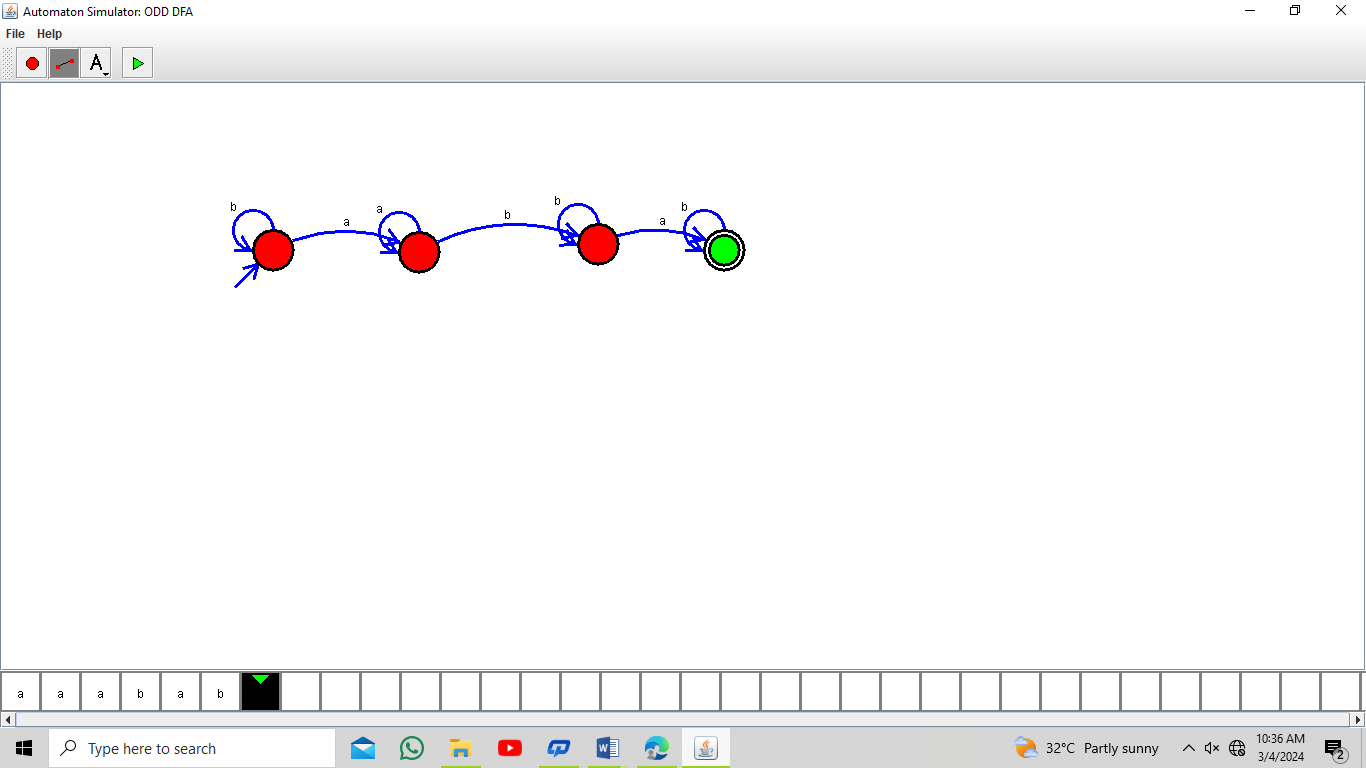 Automaton Simulator: ODD DFA
File Help
A
b a a b b a b
a a a b a b
Type here to search
32°C Partly sunny
10:36 AM
3/4/2024
2